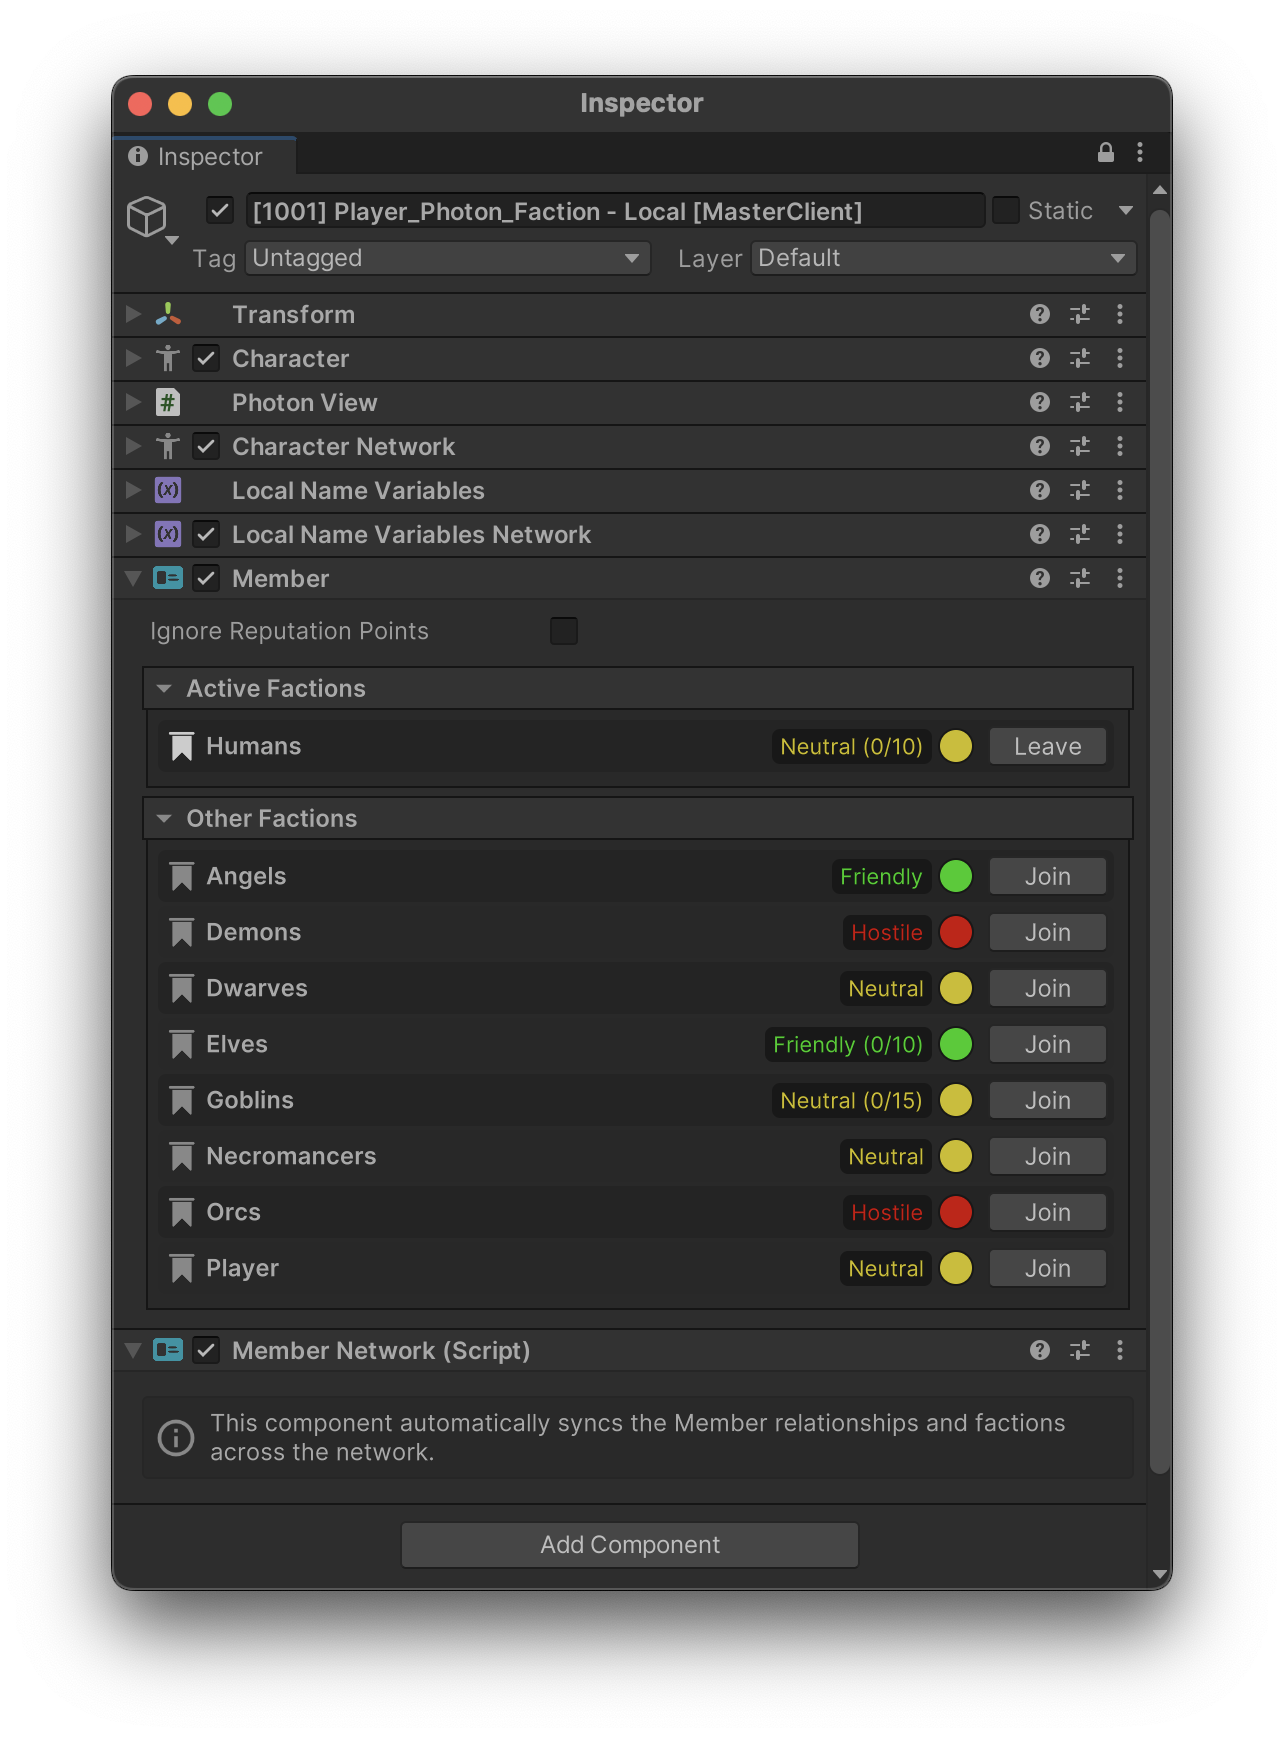 Inspector
Inspector
[1001] Player_Photon_Faction - Local [MasterClient]
Static
Tag
Untagged
Layer
Default
Transform
Character
# Photon View
Character Network
(x) Local Name Variables
(x) Local Name Variables Network
Member
Ignore Reputation Points
Active Factions
Humans
Neutral (0/10)
Leave
Other Factions
Angels
Friendly
Join
Demons
Hostile
Join
Dwarves
Neutral
Join
Elves
Friendly (0/10)
Join
Goblins
Neutral (0/15)
Join
Necromancers
Neutral
Join
Orcs
Hostile
Join
Player
Neutral
Join
Member Network (Script)
This component automatically syncs the Member relationships and factions
across the network.
Add Component